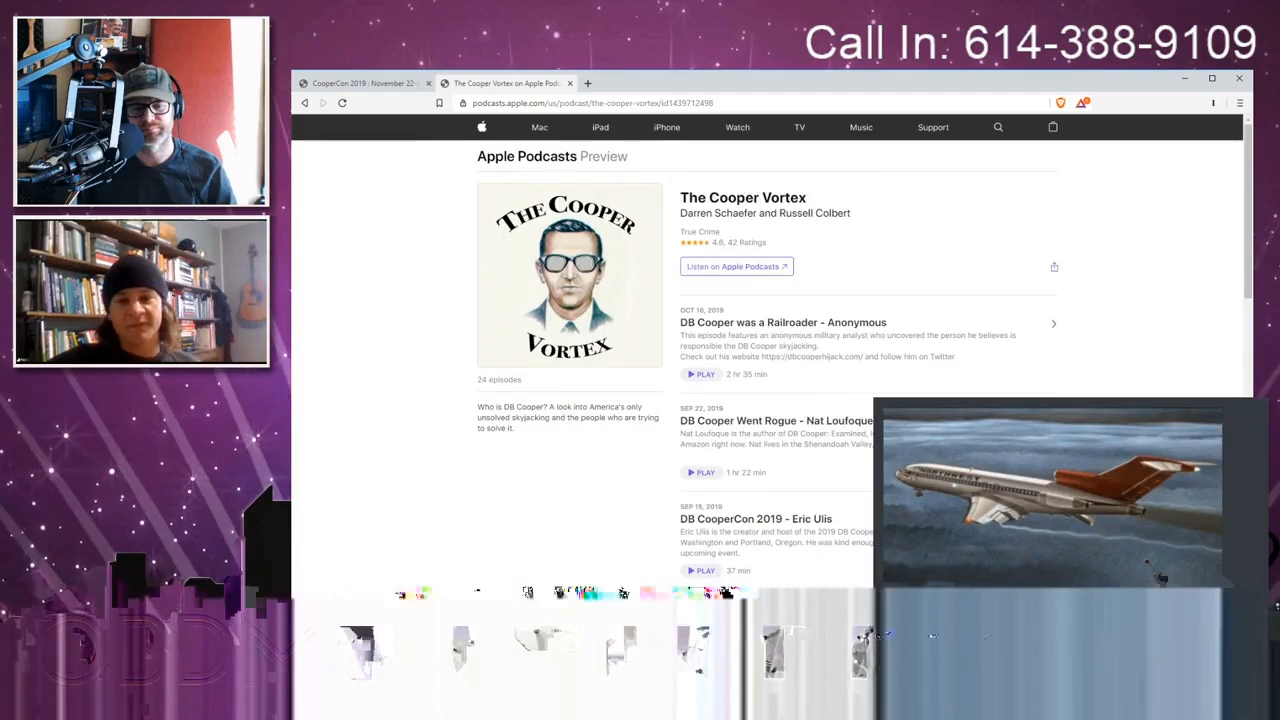 Call In: 614-388-9109
CooperCon 2019 : November 22-
The Cooper Vortex on Apple Podc
podcasts.apple.com/us/podcast/the-cooper-vortex/id1439712498
Mac iPad iPhone Watch TV Music Support
Apple Podcasts Preview
THE COOPER
VORTEX
24 episodes
Who is DB Cooper? A look into America's only
unsolved skyjacking and the people who are trying
to solve it.
The Cooper Vortex
Darren Schaefer and Russell Colbert
True Crime
★★★★★ 4.6, 42 Ratings
Listen on Apple Podcasts ↗
OCT 16, 2019
DB Cooper was a Railroader - Anonymous
This episode features an anonymous military analyst who uncovered the person he believes is
responsible the DB Cooper skyjacking.
Check out his website https://dbcooperhijack.com/ and follow him on Twitter
▶ PLAY 2 hr 35 min
SEP 22, 2019
DB Cooper Went Rogue - Nat Loufoque
Nat Loufoque is the author of DB Cooper: Examined,
Amazon right now. Nat lives in the Shenandoah Valley,
▶ PLAY 1 hr 22 min
SEP 15, 2019
DB CooperCon 2019 - Eric Ulis
Eric Ulis is the creator and host of the 2019 DB Coope
Washington and Portland, Oregon. He was kind enoug
upcoming event.
▶ PLAY 37 min
NORTHWEST